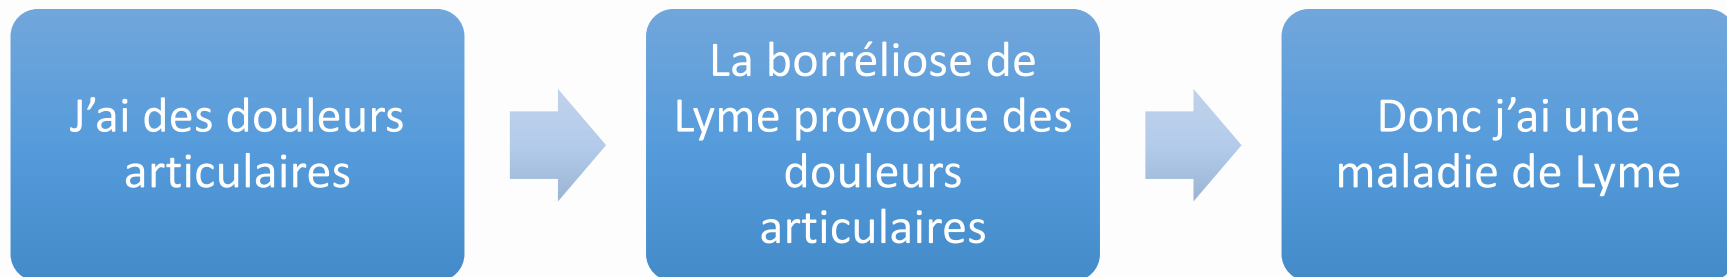 J’ai des douleurs
articulaires
La borréliose de
Lyme provoque des
douleurs
articulaires
Donc j’ai une
maladie de Lyme